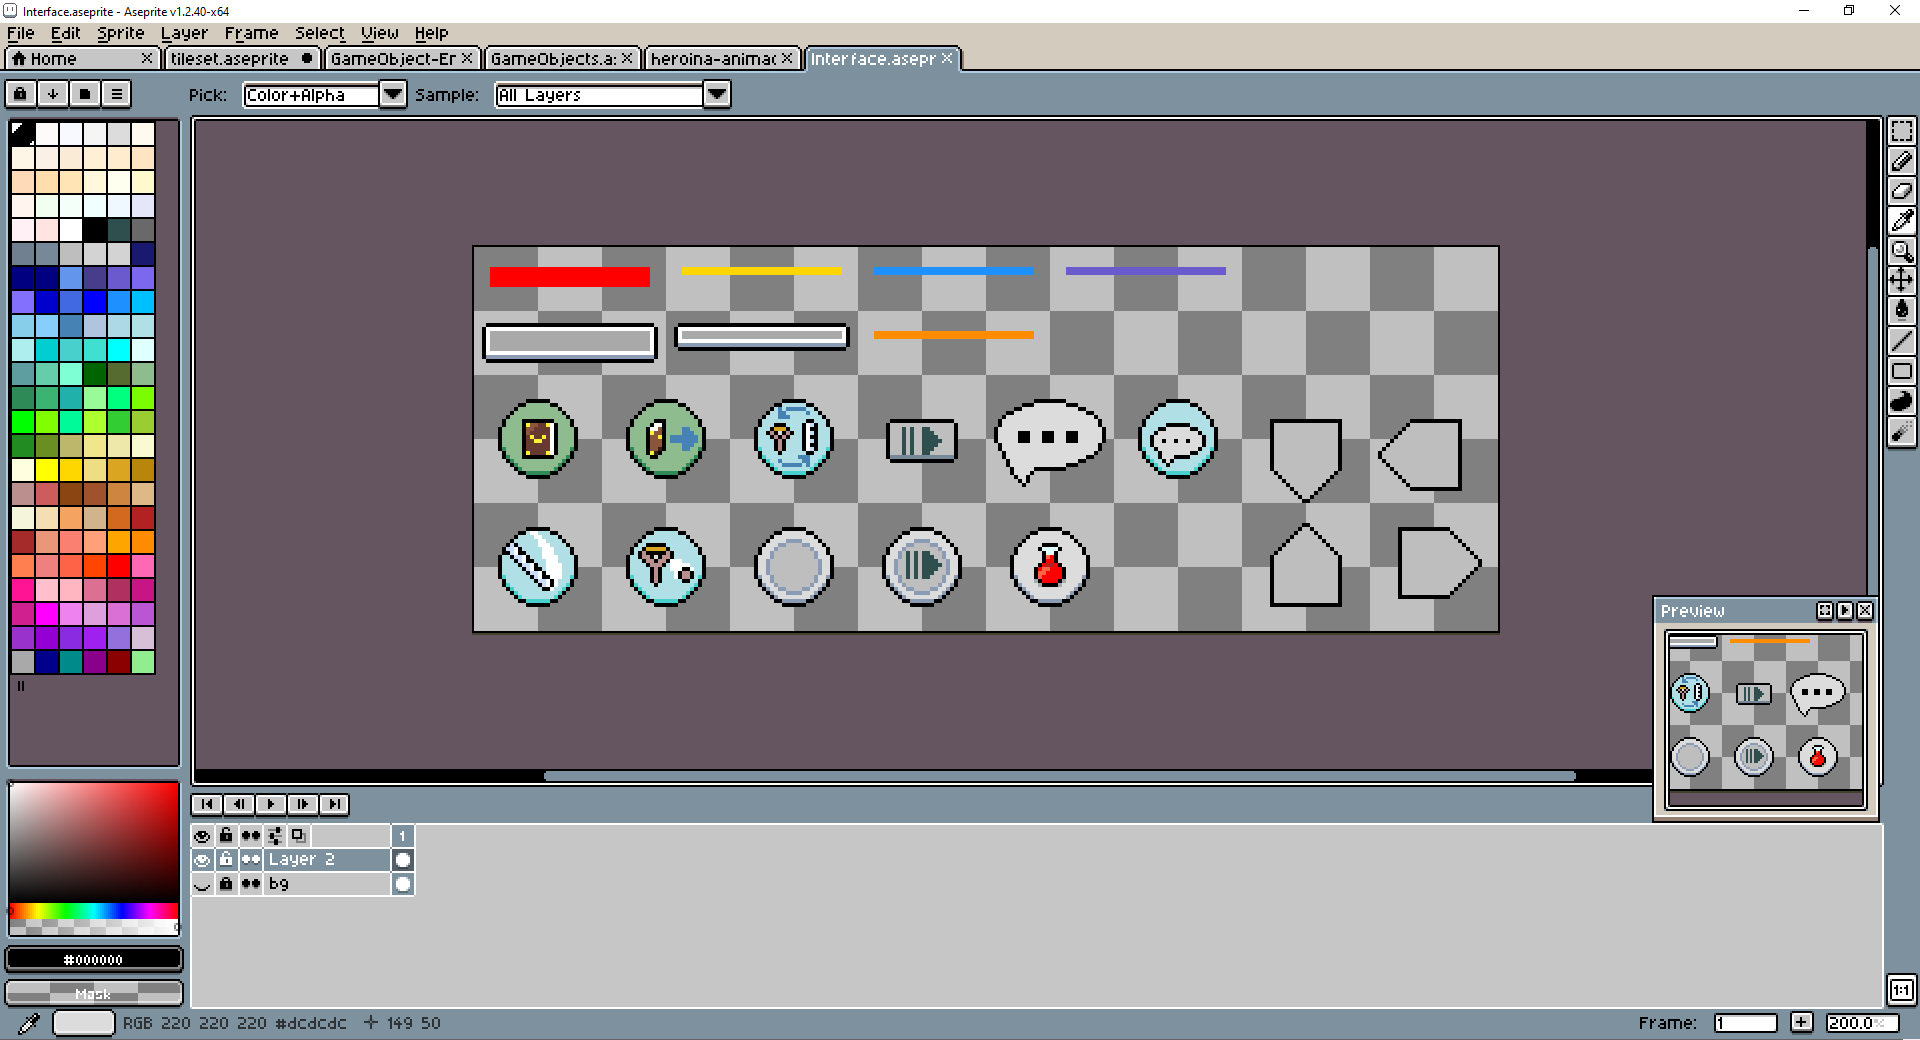 Interface.aseprite - Aseprite v1.2.40-x64
File Edit Sprite Layer Frame Select View Help
Home tileset.aseprite GameObject-Er GameObjects.a: heroina-animac Interface.asepr
Pick: Color+Alpha Sample: All Layers
Preview
1
Layer 2
bg
#000000
Mask
1:1
RGB 220 220 220 #dcdcdc 149 50 Frame: 1 200.0%